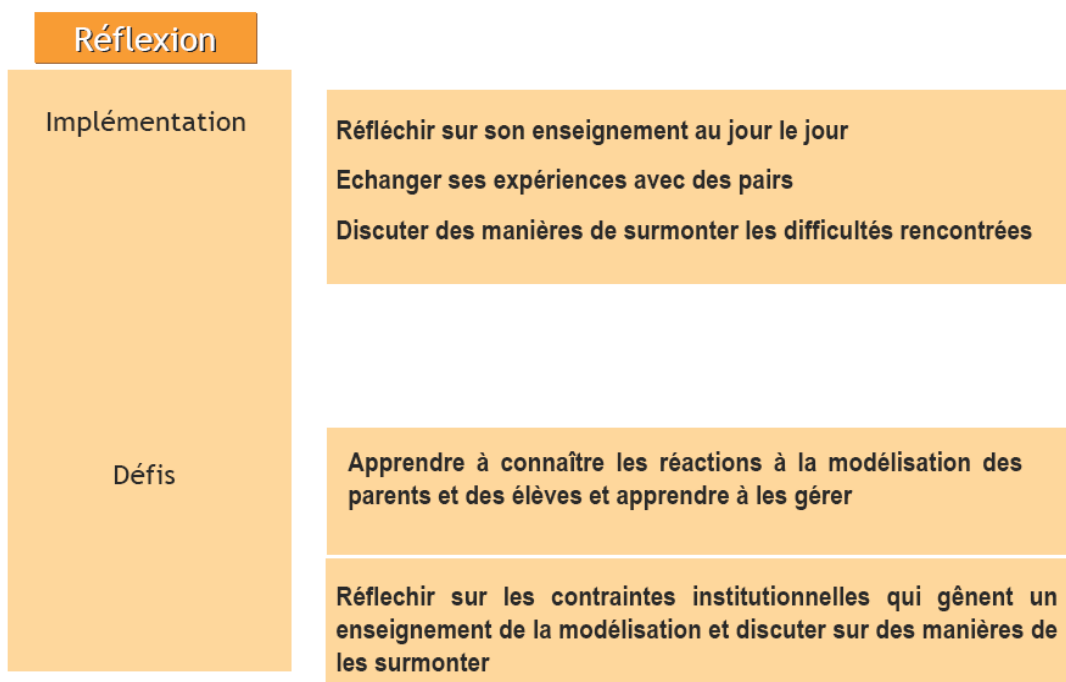 Réflexion
Implémentation
Réfléchir sur son enseignement au jour le jour
Echanger ses expériences avec des pairs
Discuter des manières de surmonter les difficultés rencontrées
Défis
Apprendre à connaître les réactions à la modélisation des
parents et des élèves et apprendre à les gérer
Réflechir sur les contraintes institutionnelles qui gênent un
enseignement de la modélisation et discuter sur des manières de
les surmonter